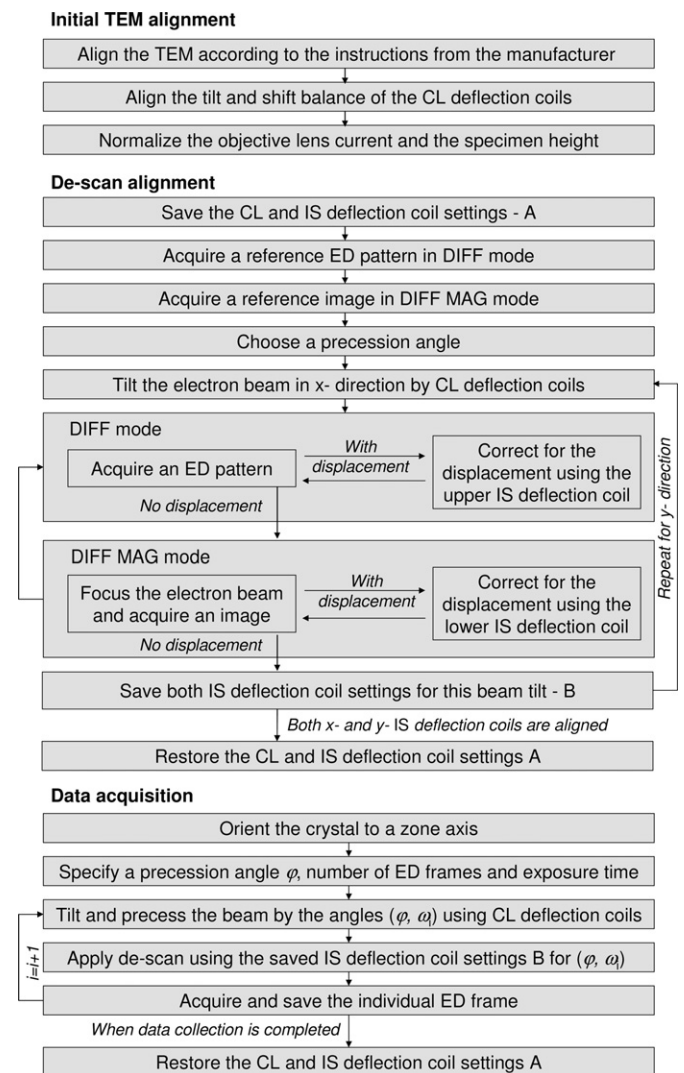 Initial TEM alignment
Align the TEM according to the instructions from the manufacturer
Align the tilt and shift balance of the CL deflection coils
Normalize the objective lens current and the specimen height
De-scan alignment
Save the CL and IS deflection coil settings - A
Acquire a reference ED pattern in DIFF mode
Acquire a reference image in DIFF MAG mode
Choose a precession angle
Tilt the electron beam in x- direction by CL deflection coils
DIFF mode
Acquire an ED pattern
With
displacement
Correct for the
displacement using the
upper IS deflection coil
No displacement
DIFF MAG mode
Focus the electron beam
and acquire an image
With
displacement
Correct for the
displacement using the
lower IS deflection coil
No displacement
Repeat for y- direction
Save both IS deflection coil settings for this beam tilt - B
Both x- and y- IS deflection coils are aligned
Restore the CL and IS deflection coil settings A
Data acquisition
Orient the crystal to a zone axis
Specify a precession angle φ, number of ED frames and exposure time
Tilt and precess the beam by the angles (φ, ωi) using CL deflection coils
Apply de-scan using the saved IS deflection coil settings B for (φ, ωi)
i=i+1
Acquire and save the individual ED frame
When data collection is completed
Restore the CL and IS deflection coil settings A